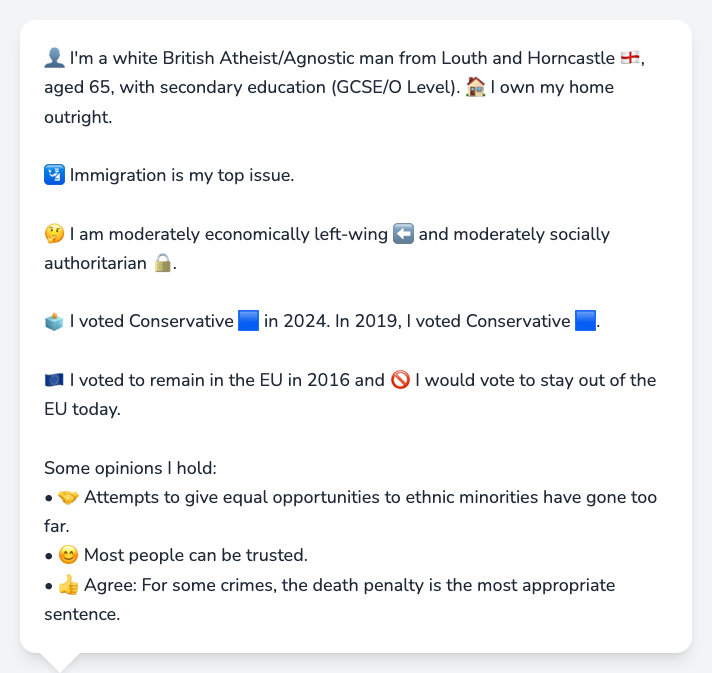 👤 I'm a white British Atheist/Agnostic man from Louth and Horncastle 🏴󠁧󠁢󠁥󠁮󠁧󠁿,
aged 65, with secondary education (GCSE/O Level). 🏠 I own my home
outright.
🛂 Immigration is my top issue.
🤔 I am moderately economically left-wing ⬅️ and moderately socially
authoritarian 🔒.
🗳️ I voted Conservative 🟦 in 2024. In 2019, I voted Conservative 🟦.
🇪🇺 I voted to remain in the EU in 2016 and 🚫 I would vote to stay out of the
EU today.
Some opinions I hold:
• 🤝 Attempts to give equal opportunities to ethnic minorities have gone too
far.
• 😊 Most people can be trusted.
• 👍 Agree: For some crimes, the death penalty is the most appropriate
sentence.